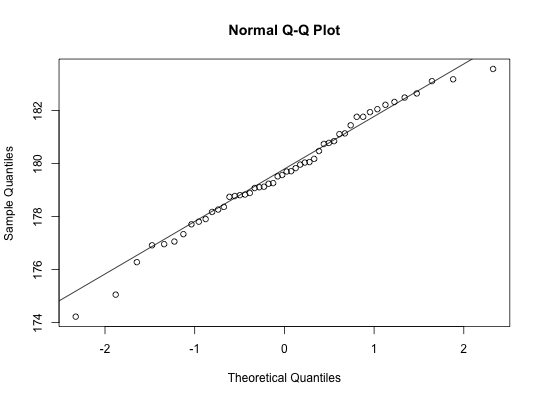 Normal Q-Q Plot
182
180
178
176
174
Sample Quantiles
-2 -1 0 1 2
Theoretical Quantiles